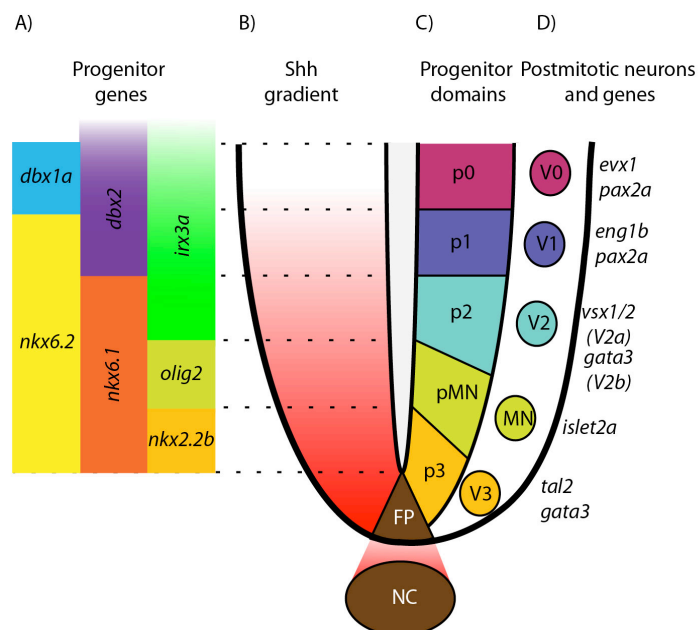 A)
B)
C)
D)
Progenitor
genes
Shh
gradient
Progenitor
domains
Postmitotic neurons
and genes
dbx1a
dbx2
irx3a
nkx6.2
nkx6.1
olig2
nkx2.2b
p0
p1
p2
pMN
p3
FP
NC
V0
V1
V2
MN
V3
evx1
pax2a
eng1b
pax2a
vsx1/2
(V2a)
gata3
(V2b)
islet2a
tal2
gata3